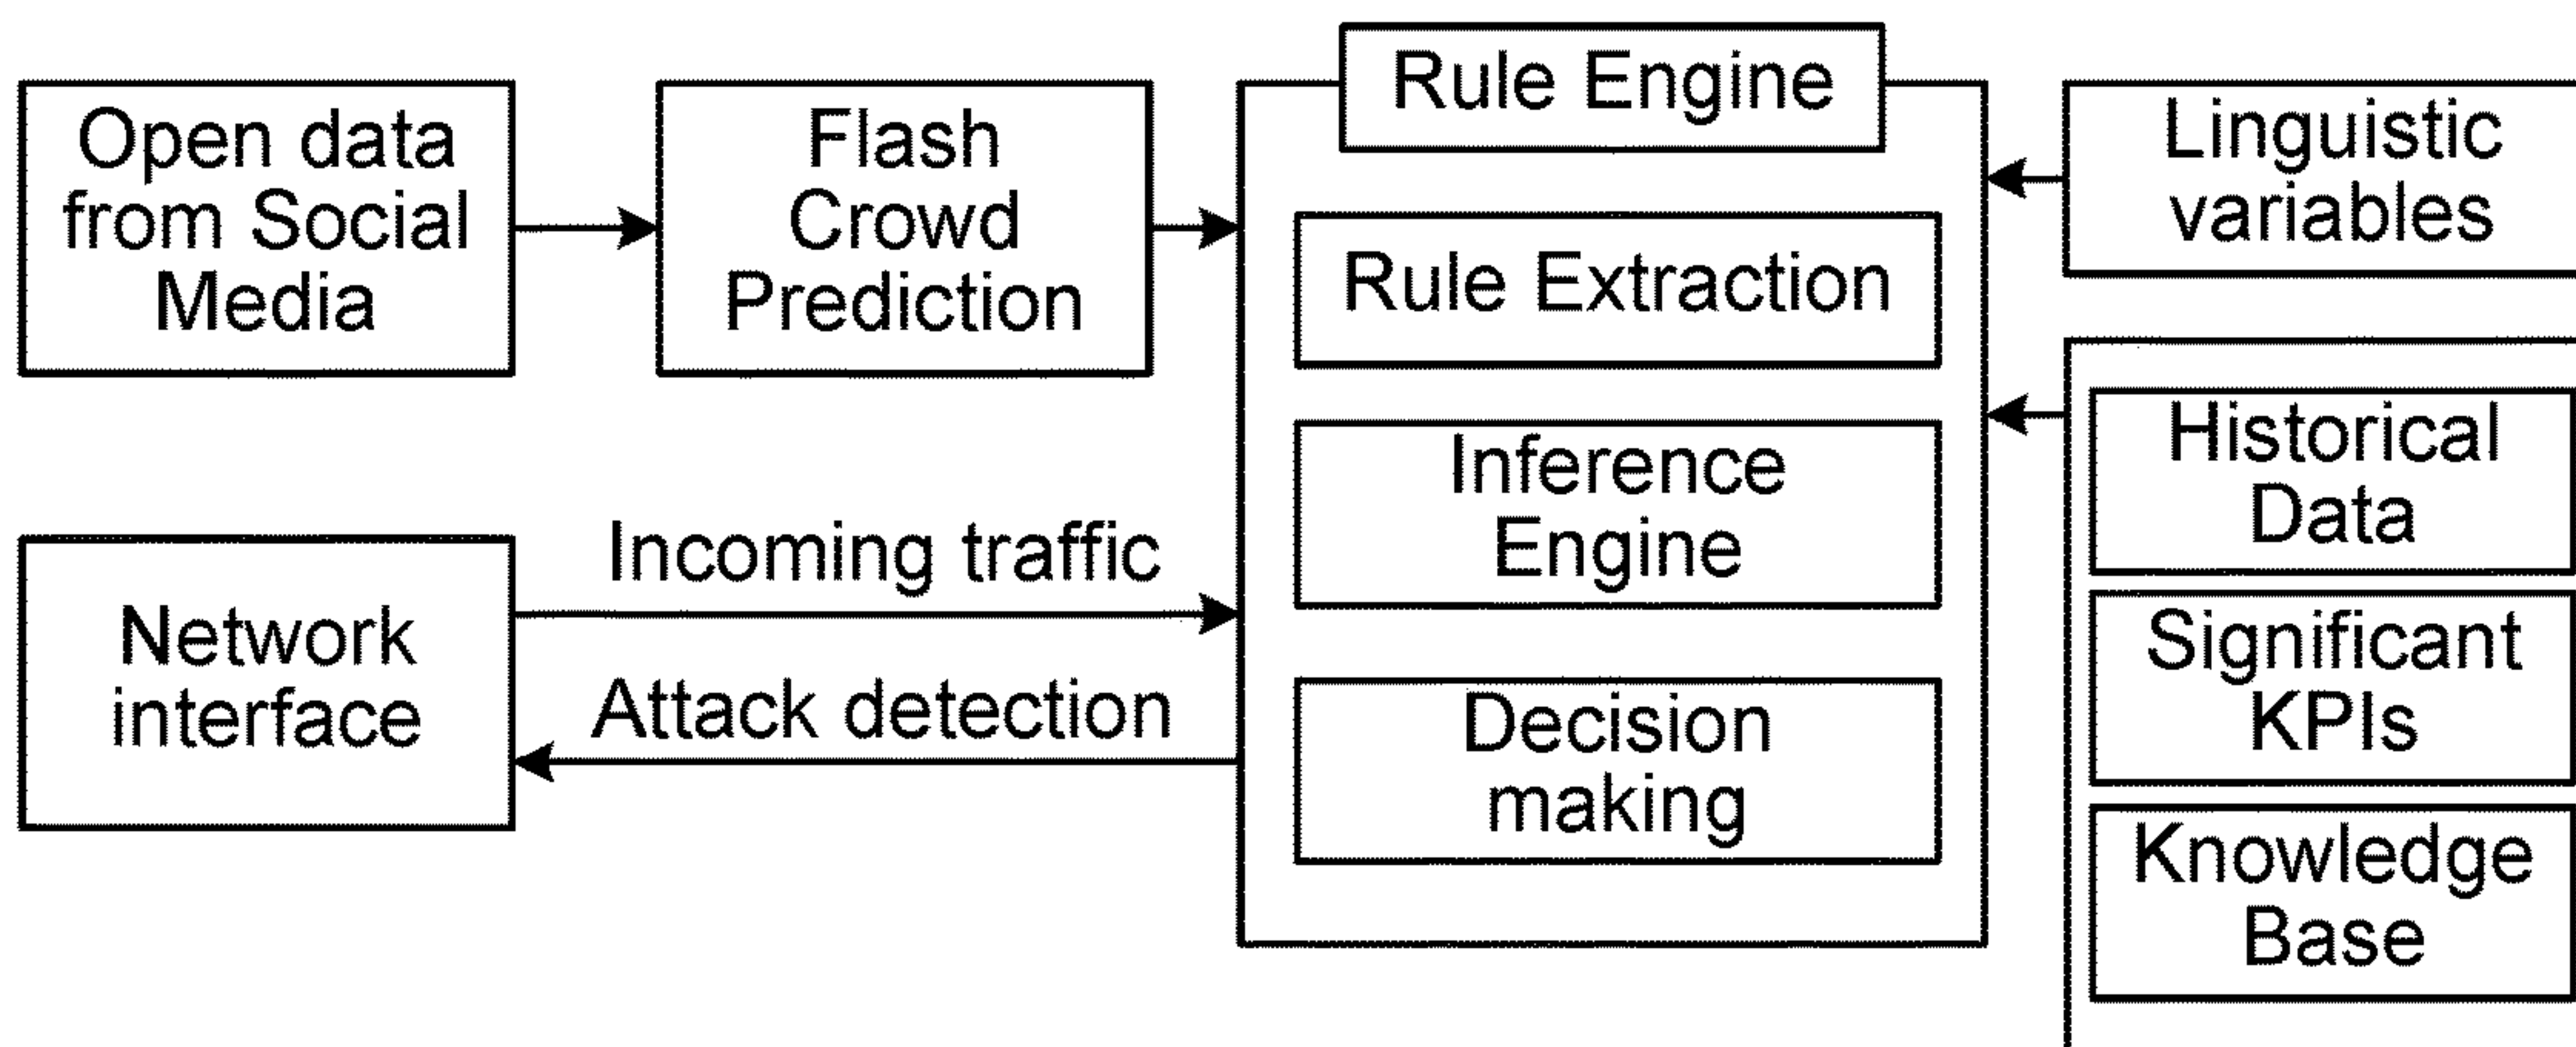 Open data
from Social
Media
Flash
Crowd
Prediction
Rule Engine
Rule Extraction
Inference
Engine
Decision
making
Linguistic
variables
Historical
Data
Significant
KPIs
Knowledge
Base
Network
interface
Incoming traffic
Attack detection